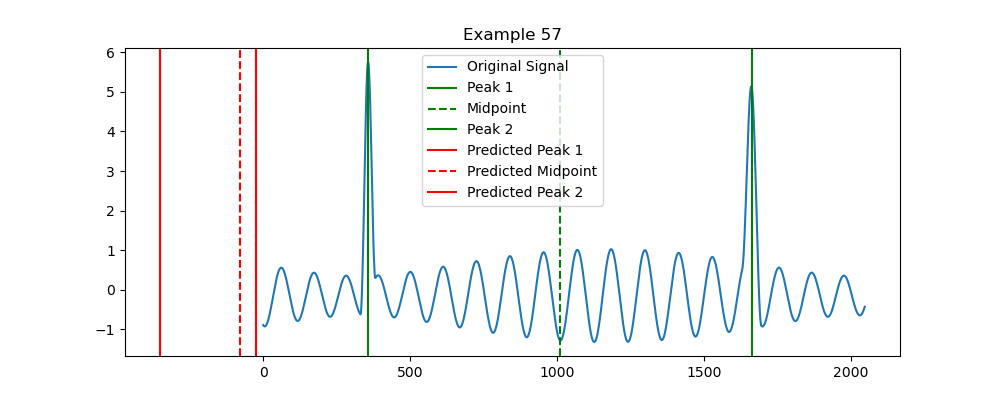 Example 57
Original Signal
Peak 1
Midpoint
Peak 2
Predicted Peak 1
Predicted Midpoint
Predicted Peak 2
6
5
4
3
2
1
0
−1
0 500 1000 1500 2000